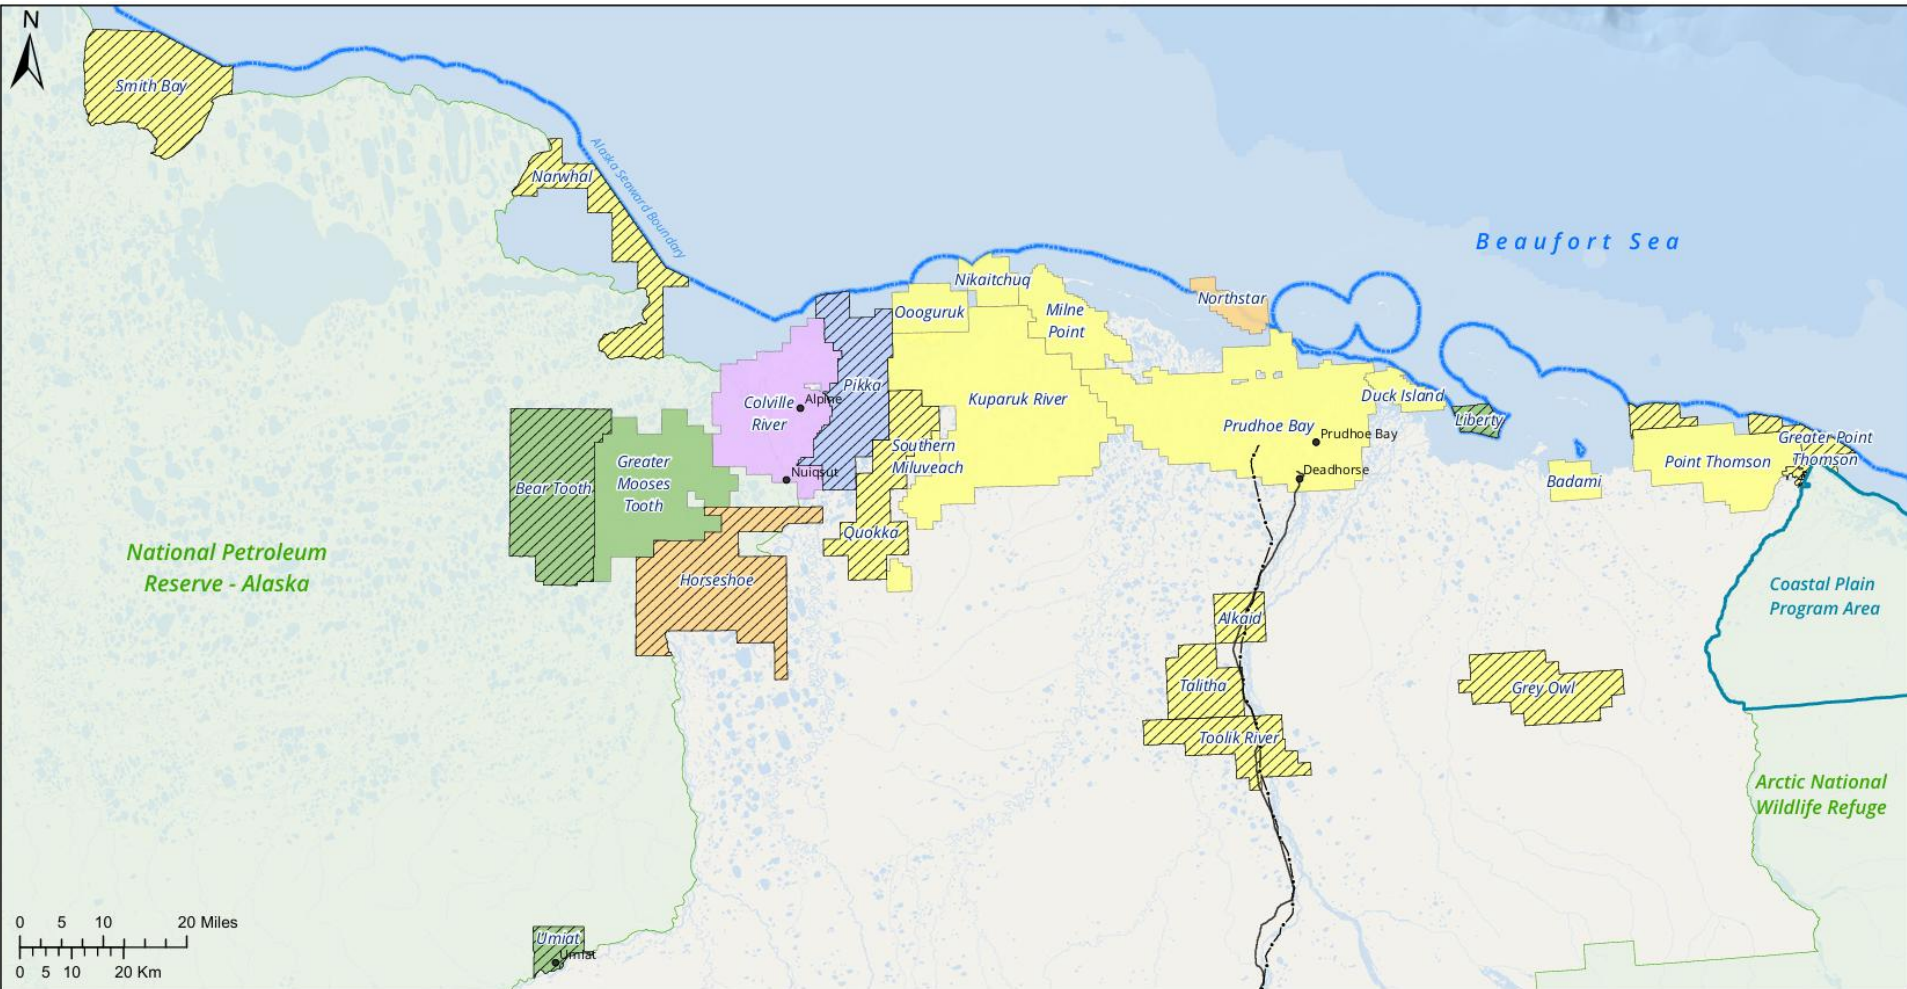 N
Smith Bay
Narwhal
Alaska Seaward Boundary
Beaufort Sea
Nikaitchuq
Northstar
Oooguruk
Milne
Point
Pikka
Colville
River
Alpine
Kuparuk River
Duck Island
Liberty
Prudhoe Bay
Prudhoe Bay
Southern
Miluveach
Greater Point
Thomson
Point Thomson
Greater
Mooses
Tooth
Nuiqsut
Deadhorse
Badami
Bear Tooth
Quokka
National Petroleum
Reserve - Alaska
Horseshoe
Coastal Plain
Program Area
Alkaid
Talitha
Grey Owl
Toolik River
Arctic National
Wildlife Refuge
Umiat
Umiat
0 5 10 20 Miles
0 5 10 20 Km